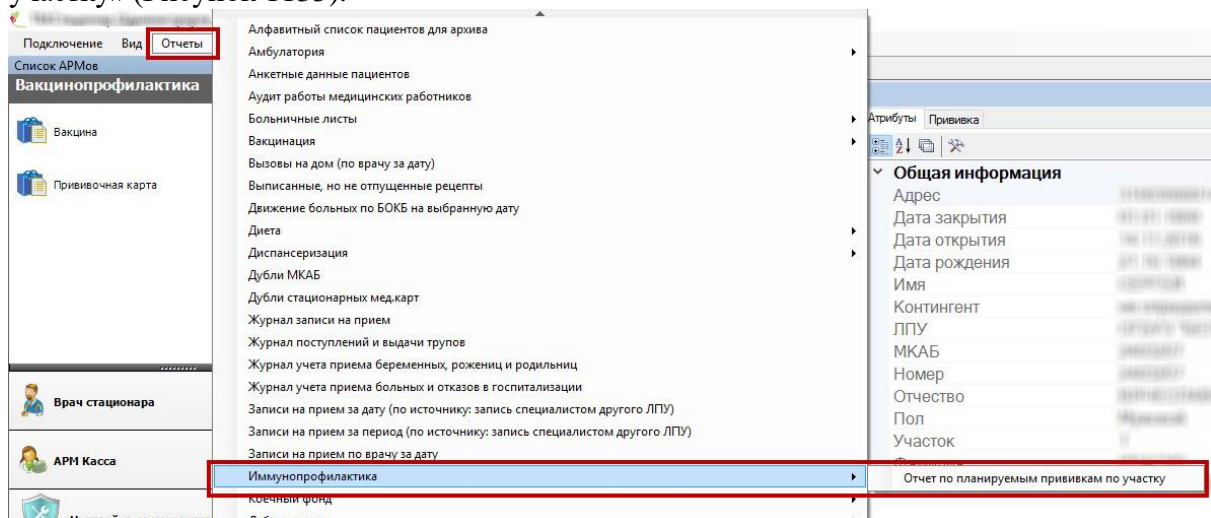 Подключение Вид Отчеты
Список АРМов
Вакцинопрофилактика
Вакцина
Прививочная карта
Врач стационара
АРМ Касса
Алфавитный список пациентов для архива
Амбулатория
Анкетные данные пациентов
Аудит работы медицинских работников
Больничные листы
Вакцинация
Вызовы на дом (по врачу за дату)
Выписанные, но не отпущенные рецепты
Движение больных по БОКБ на выбранную дату
Диета
Диспансеризация
Дубли МКАБ
Дубли стационарных мед.карт
Журнал записи на прием
Журнал поступлений и выдачи трупов
Журнал учета приема беременных, рожениц и родильниц
Журнал учета приема больных и отказов в госпитализации
Записи на прием за дату (по источнику: запись специалистом другого ЛПУ)
Записи на прием за период (по источнику: запись специалистом другого ЛПУ)
Записи на прием по врачу за дату
Иммунопрофилактика
Коечный фонд
Атрибуты Прививка
Общая информация
Адрес
Дата закрытия
Дата открытия
Дата рождения
Имя
Контингент
ЛПУ
МКАБ
Номер
Отчество
Пол
Участок
Отчет по планируемым прививкам по участку